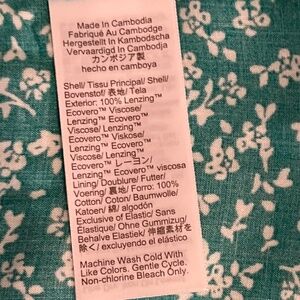 Made In Cambodia
Fabriqué Au Cambodge
Hergestellt In Kambodscha
Vervaardigd In Cambodja
カンボジア製
hecho en camboya
Shell/ Tissu Principal/ Shell/
Bovenstof/ 表地/ Tela
Exterior: 100% Lenzing™
Ecovero™ Viscose/
Lenzing™ Ecovero™
Viscose/ Lenzing™
Ecovero™ Viskose/
Lenzing™ Ecovero™
Viscose/ Lenzing™
Ecovero™ レーヨン/
Lenzing™ Ecovero™ viscosa
Lining/ Doublure/ Futter/
Voering/ 裏地/ Forro: 100%
Cotton/ Coton/ Baumwolle/
Katoen/ 綿/ algodón
Exclusive of Elastic/ Sans
Élastique/ Ohne Gummizug/
Behalve Elastiek/ 伸縮素材を
除く/ excluyendo el elástico
Machine Wash Cold With
Like Colors. Gentle Cycle.
Non-chlorine Bleach Only.